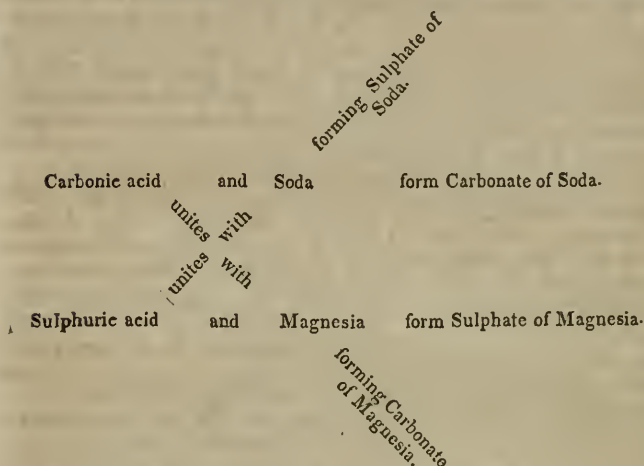 forming Sulphate of
Soda.
Carbonic acid and Soda form Carbonate of Soda.
unites with
unites with
Sulphuric acid and Magnesia form Sulphate of Magnesia.
forming Carbonate
of Magnesia.